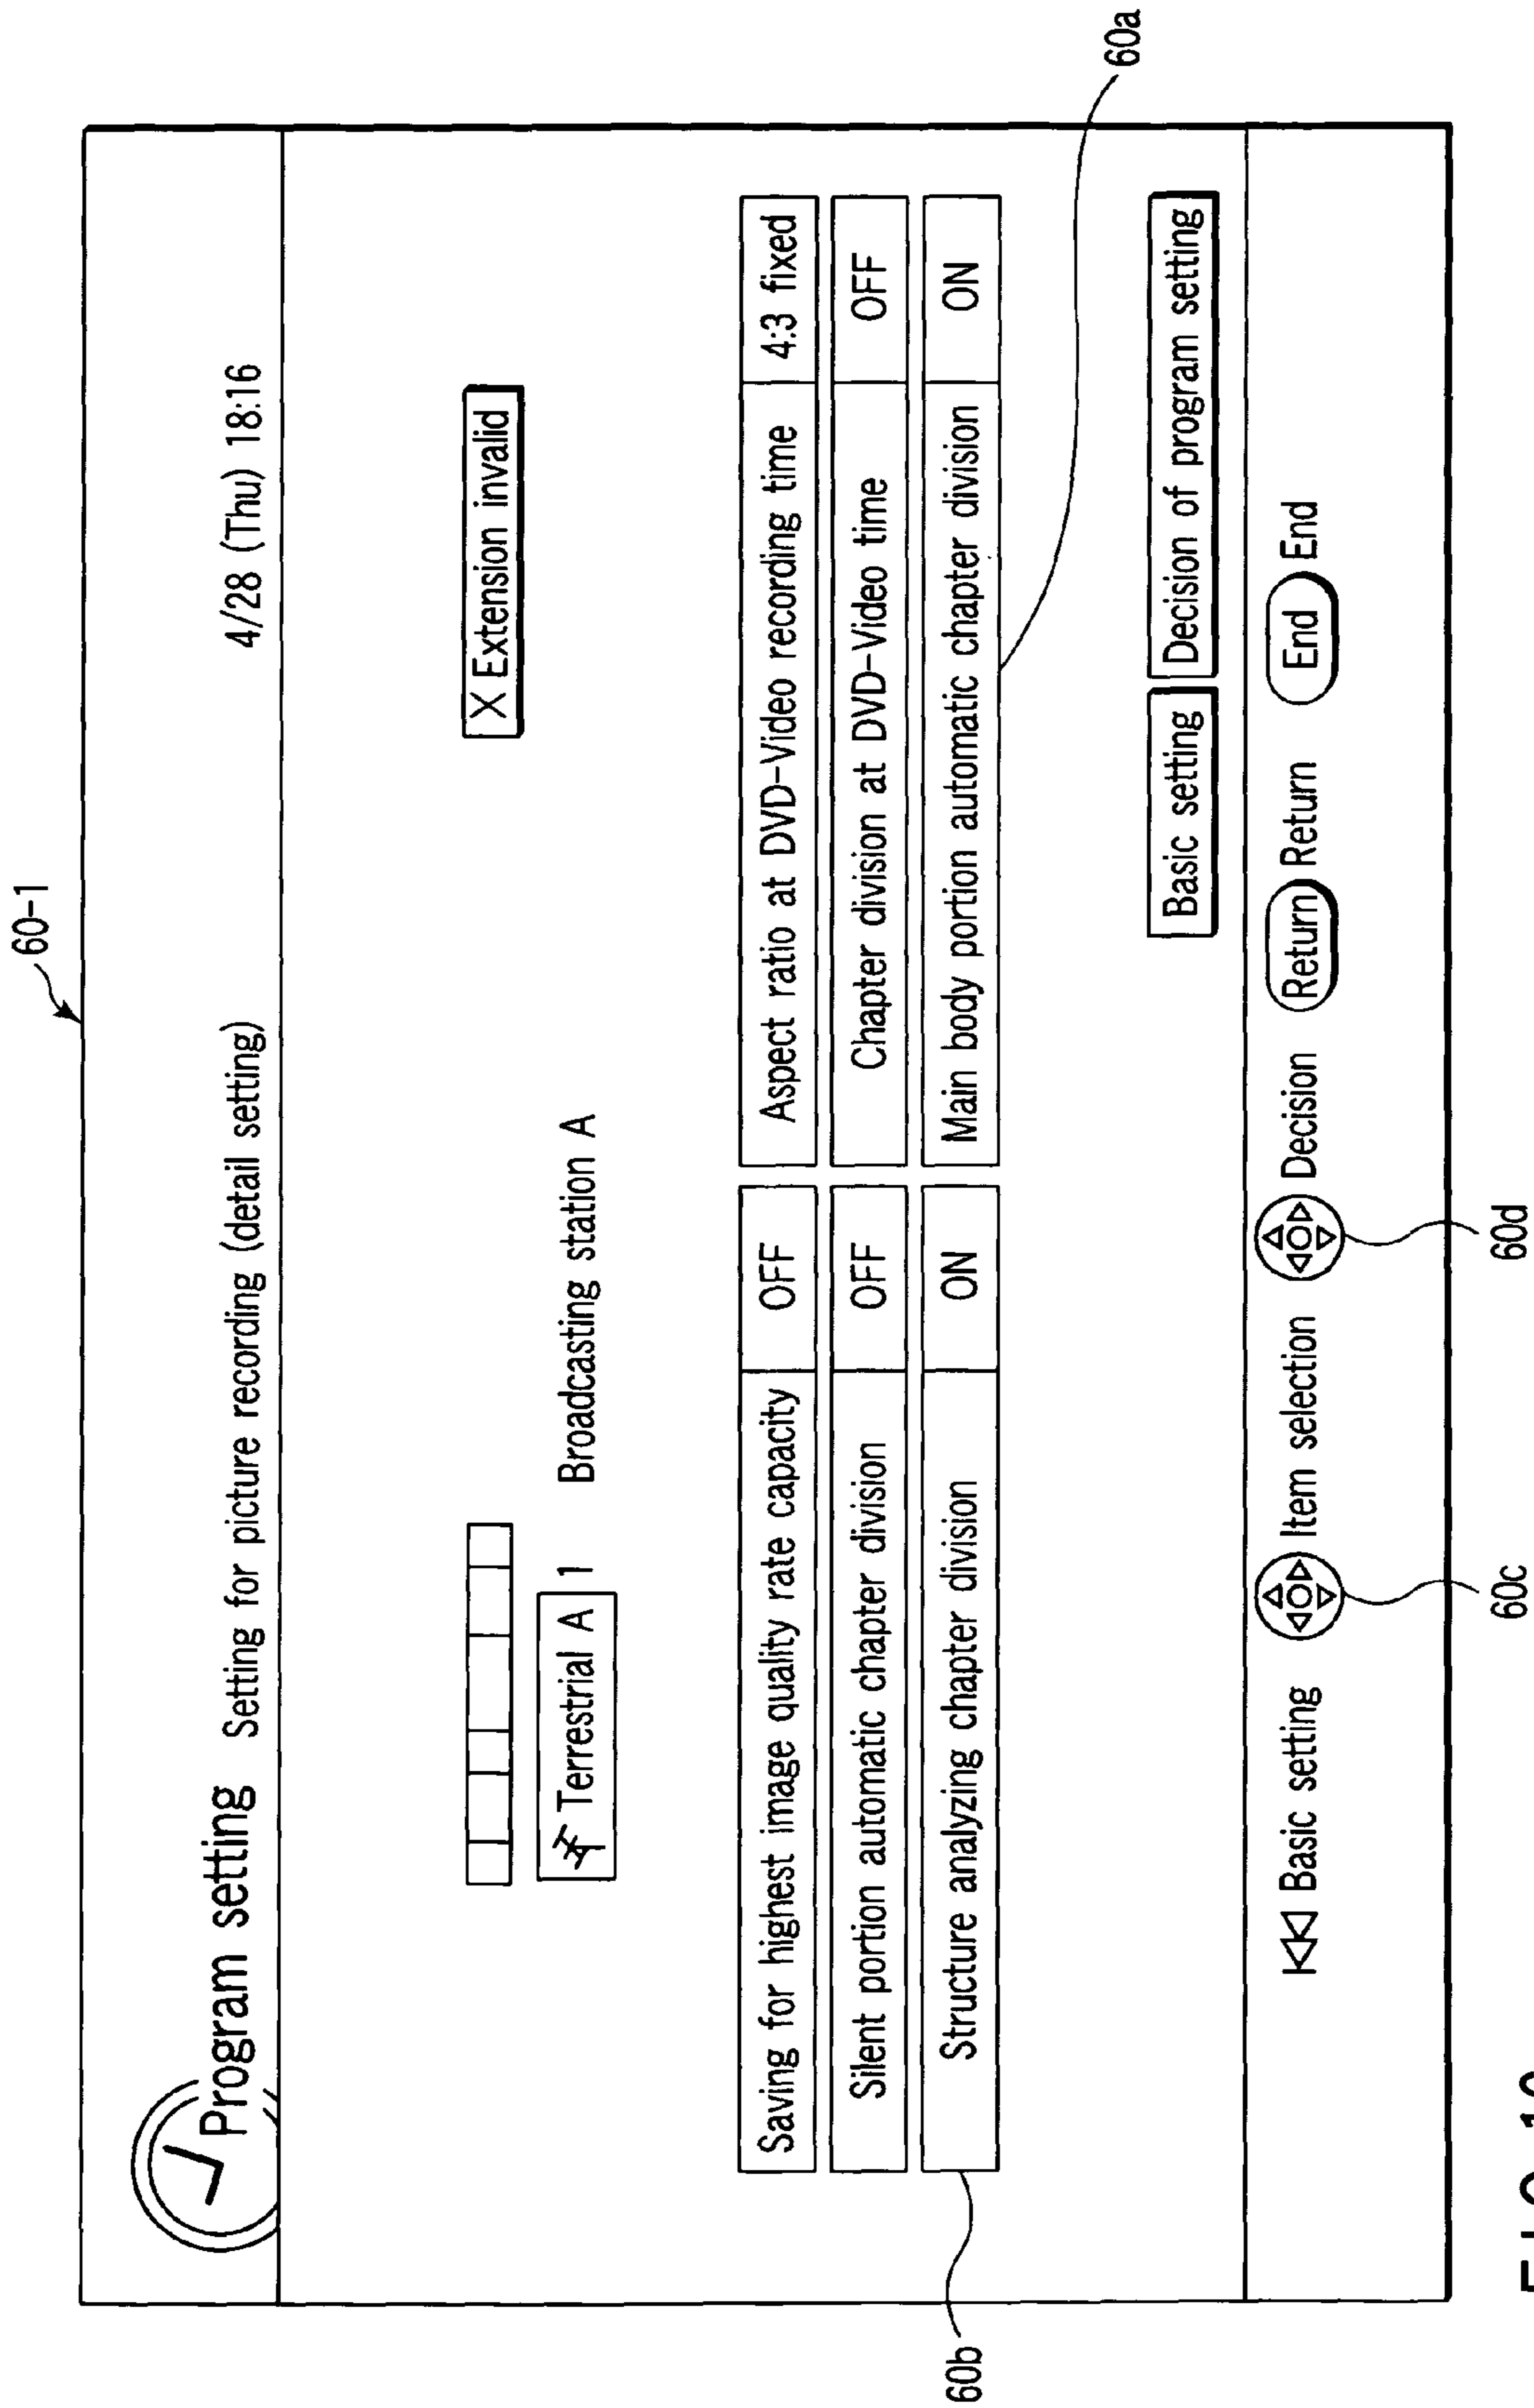 60-1
Program setting Setting for picture recording (detail setting) 4/28 (Thu) 18:16
X Extension invalid
Terrestrial A 1 Broadcasting station A
Saving for highest image quality rate capacity OFF Aspect ratio at DVD-Video recording time 4:3 fixed
Silent portion automatic chapter division OFF Chapter division at DVD-Video time OFF
Structure analyzing chapter division ON Main body portion automatic chapter division ON
60b
60a
Basic setting Decision of program setting
Basic setting Item selection Decision Return Return End End
60c 60d